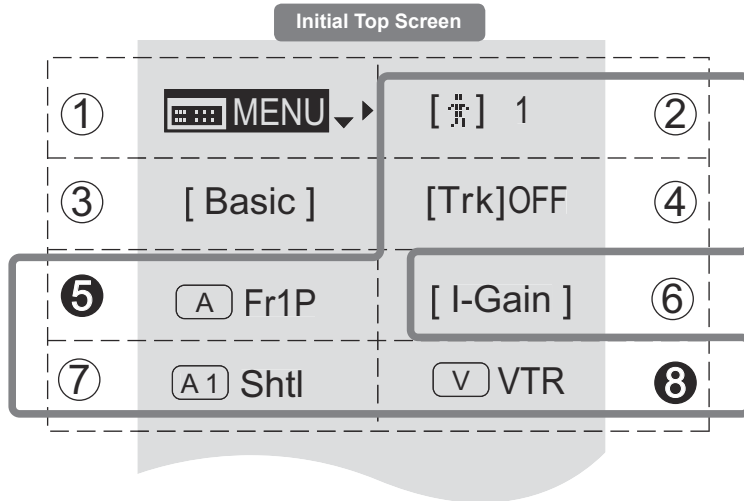 Initial Top Screen
① MENU [ ] 1 ②
③ [ Basic ] [Trk]OFF ④
❺ A Fr1P [ I-Gain ] ⑥
⑦ A 1 Shtl V VTR ❽